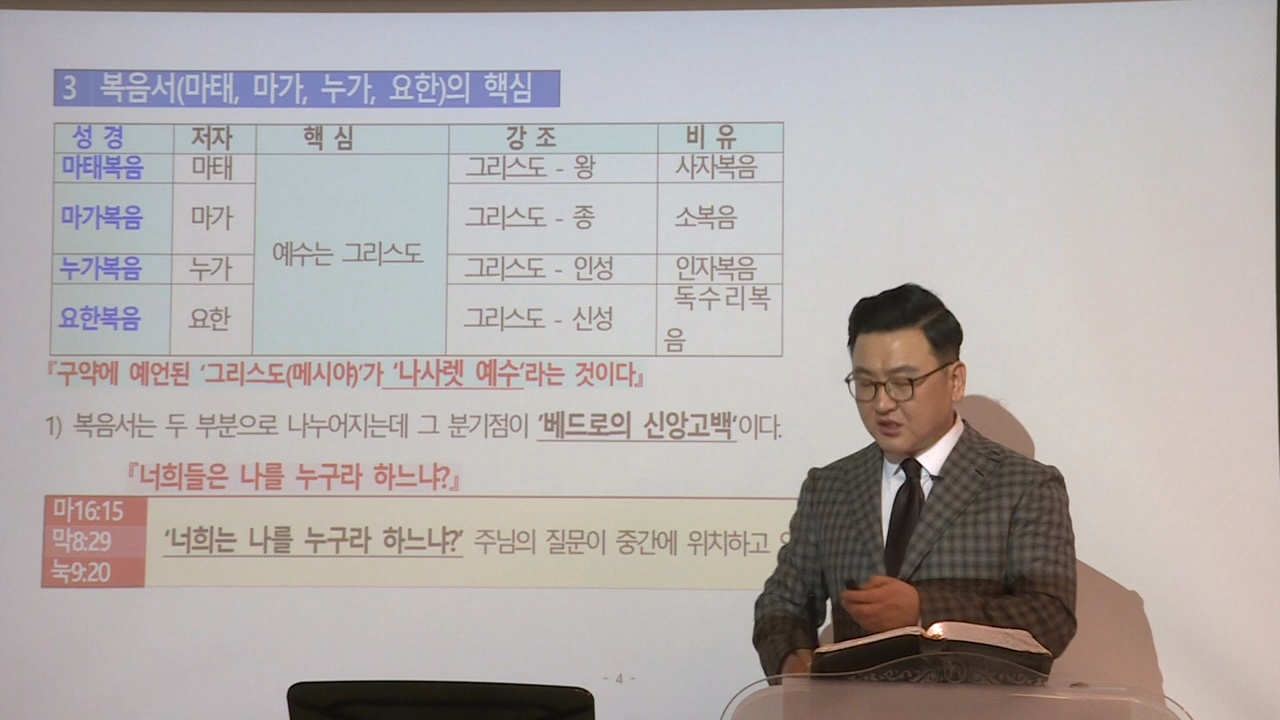 3 복음서(마태, 마가, 누가, 요한)의 핵심
성경 저자 핵심 강조 비유
마태복음 마태 그리스도 - 왕 사자복음
마가복음 마가 그리스도 - 종 소복음
예수는 그리스도
누가복음 누가 그리스도 - 인성 인자복음
요한복음 요한 그리스도 - 신성 독수리복
음
『구약에 예언된 '그리스도(메시야)'가 '나사렛 예수'라는 것이다』
1) 복음서는 두 부분으로 나누어지는데 그 분기점이 '베드로의 신앙고백'이다.
『너희들은 나를 누구라 하느냐?』
마16:15
막8:29 '너희는 나를 누구라 하느냐?' 주님의 질문이 중간에 위치하고
눅9:20
- 4 -